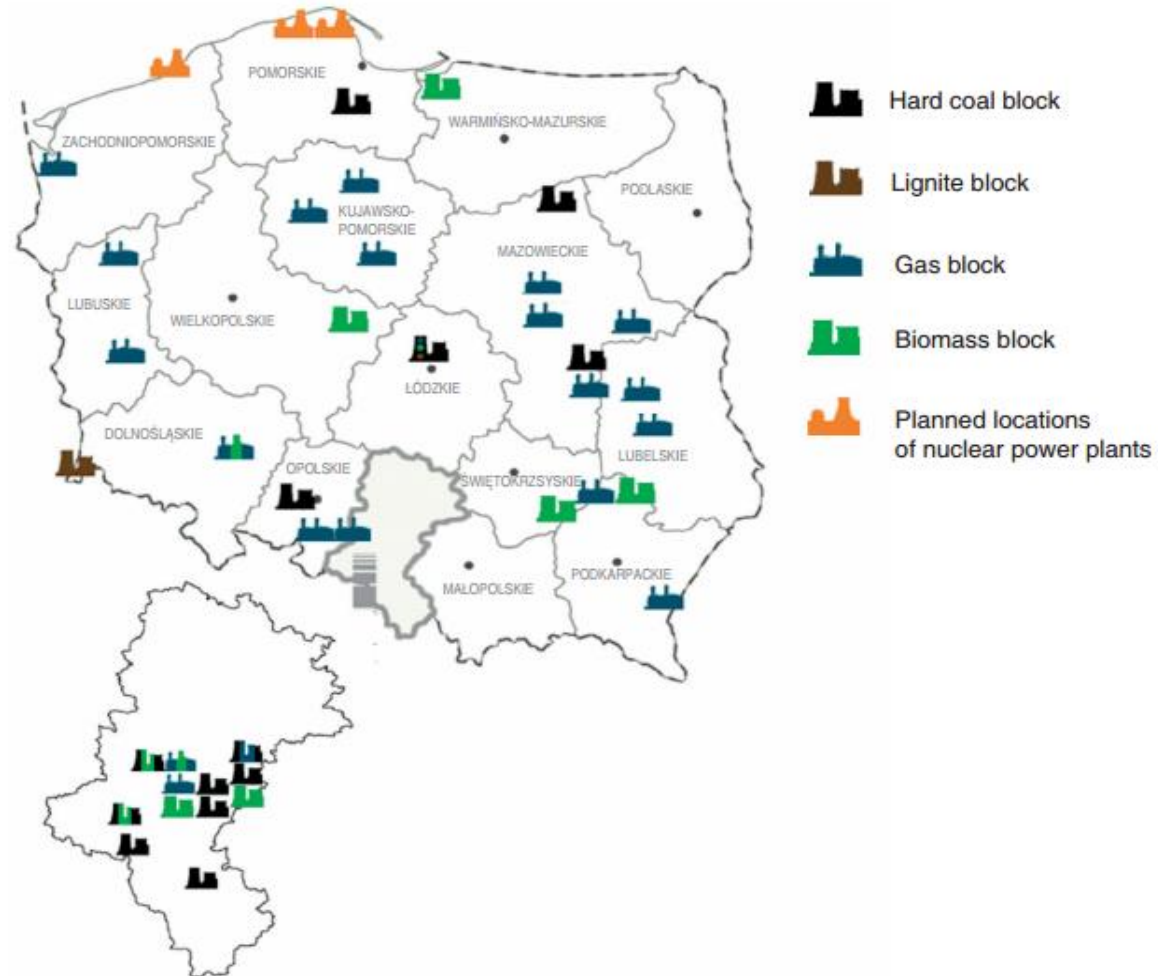 POMORSKIE
WARMIŃSKO-MAZURSKIE
ZACHODNIOPOMORSKIE
PODLASKIE
KUJAWSKO-
POMORSKIE
MAZOWIECKIE
LUBUSKIE
WIELKOPOLSKIE
ŁÓDZKIE
DOLNOŚLĄSKIE
LUBELSKIE
OPOLSKIE
ŚWIĘTOKRZSYSKIE
PODKARPACKIE
MAŁOPOLSKIE
Hard coal block
Lignite block
Gas block
Biomass block
Planned locations
of nuclear power plants